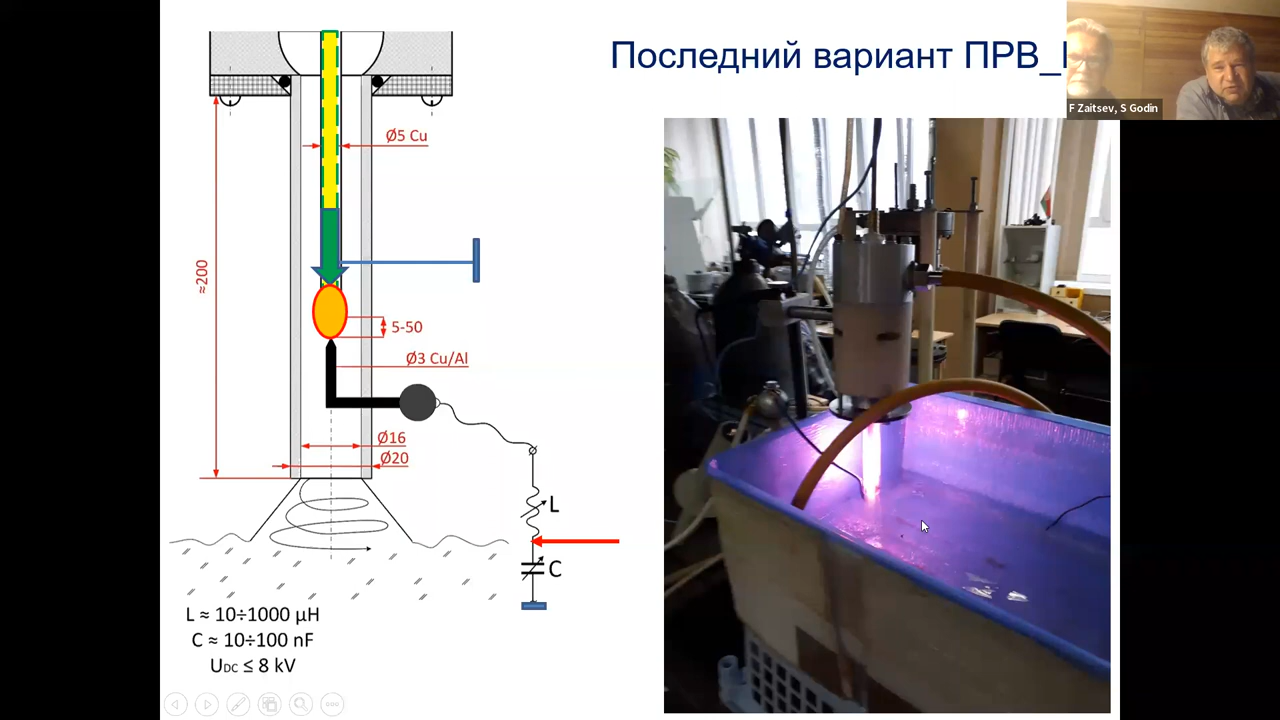 Последний вариант ПРВ_
F Zaitsev, S Godin
Ø5 Cu
≈200
5-50
Ø3 Cu/Al
Ø16
Ø20
L
C
L ≈ 10÷1000 μH
C ≈ 10÷100 nF
UDC ≤ 8 kV